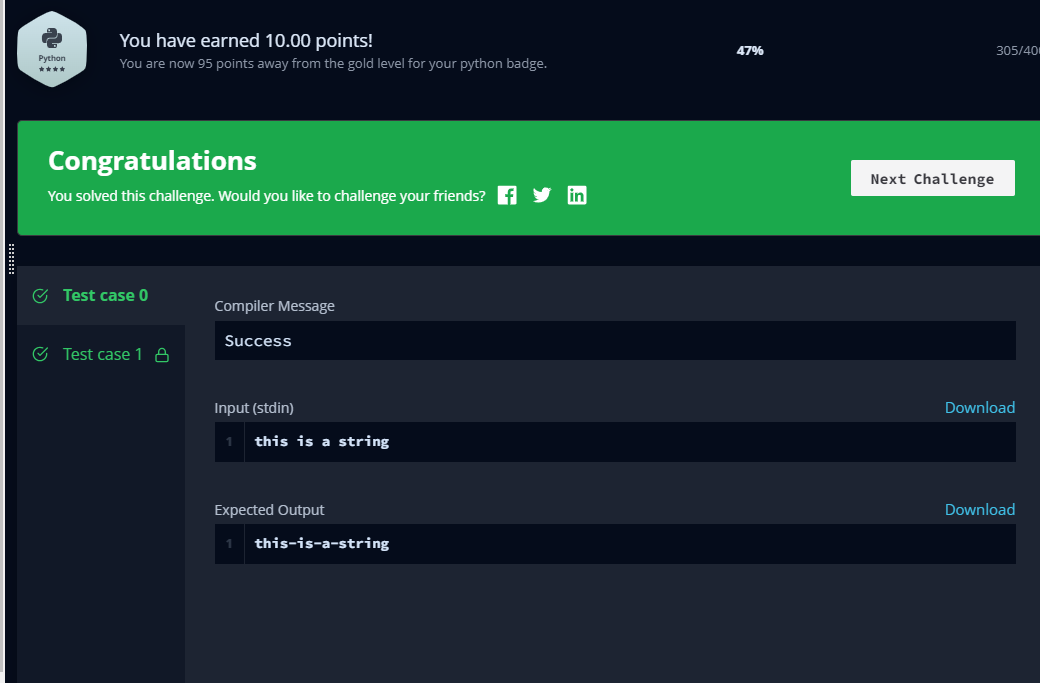 You have earned 10.00 points!
Python
You are now 95 points away from the gold level for your python badge.
47%
305/400
Congratulations
You solved this challenge. Would you like to challenge your friends?
Next Challenge
Test case 0
Test case 1
Compiler Message
Success
Input (stdin)
Download
1 this is a string
Expected Output
Download
1 this-is-a-string